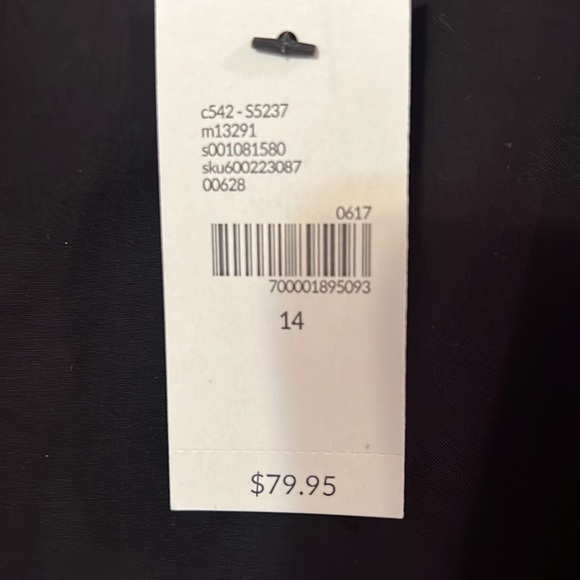 c542 - S5237
m13291
s001081580
sku600223087
00628
0617
700001895093
14
$79.95